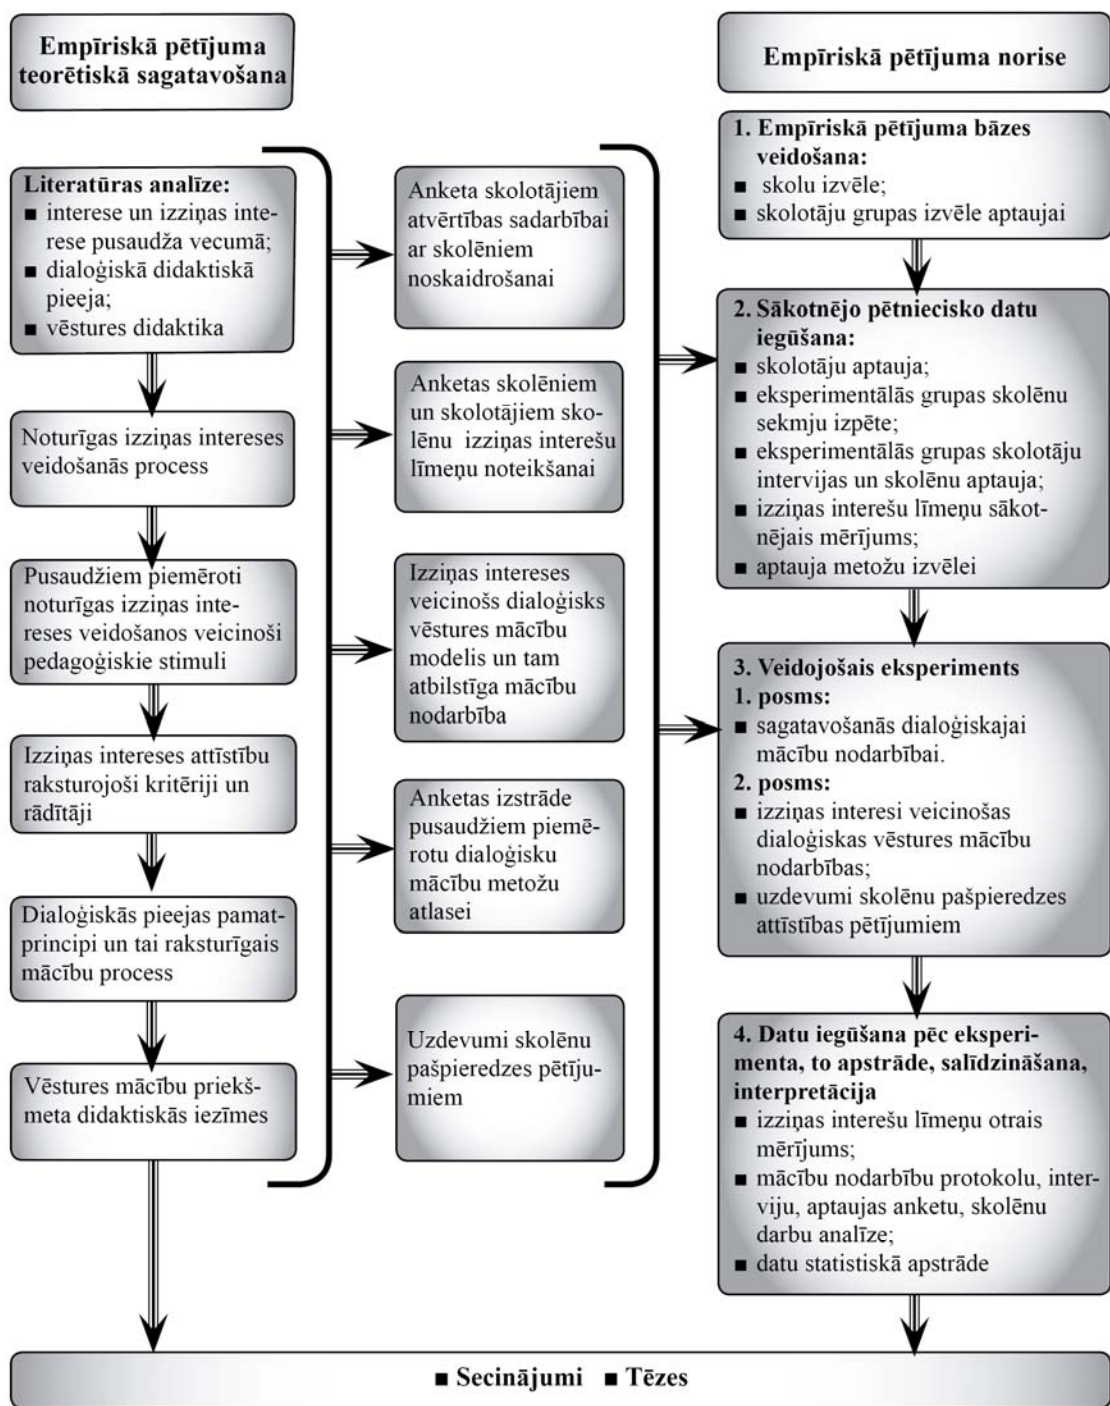 Empīriskā pētījuma
teorētiskā sagatavošana
Literatūras analīze:
■ interese un izziņas inte-
rese pusaudža vecumā;
■ dialoģiskā didaktiskā
pieeja;
■ vēstures didaktika
Noturīgas izziņas intereses
veidošanās process
Pusaudžiem piemēroti
noturīgas izziņas inte-
reses veidošanos veicinoši
pedagoģiskie stimuli
Izziņas intereses attīstību
raksturojoši kritēriji un
rādītāji
Dialoģiskās pieejas pamat-
principi un tai raksturīgais
mācību process
Vēstures mācību priekš-
meta didaktiskās iezīmes
Anketa skolotājiem
atvērtības sadarbībai
ar skolēniem
noskaidrošanai
Anketas skolēniem
un skolotājiem sko-
lēnu izziņas interešu
līmeņu noteikšanai
Izziņas intereses
veicinošs dialoģisks
vēstures mācību
modelis un tam
atbilstīga mācību
nodarbība
Anketas izstrāde
pusaudžiem piemē-
rotu dialoģisku
mācību metožu
atlasei
Uzdevumi skolēnu
pašpieredzes pētīju-
miem
Empīriskā pētījuma norise
1. Empīriskā pētījuma bāzes
veidošana:
■ skolu izvēle;
■ skolotāju grupas izvēle aptaujai
2. Sākotnējo pētniecisko datu
iegūšana:
■ skolotāju aptauja;
■ eksperimentālās grupas skolēnu
sekmju izpēte;
■ eksperimentālās grupas skolotāju
intervijas un skolēnu aptauja;
■ izziņas interešu līmeņu sākot-
nējais mērījums;
■ aptauja metožu izvēlei
3. Veidojošais eksperiments
1. posms:
■ sagatavošanās dialoģiskajai
mācību nodarbībai.
2. posms:
■ izziņas interesi veicinošas
dialoģiskas vēstures mācību
nodarbības;
■ uzdevumi skolēnu pašpieredzes
attīstības pētījumiem
4. Datu iegūšana pēc eksperi-
menta, to apstrāde, salīdzināšana,
interpretācija
■ izziņas interešu līmeņu otrais
mērījums;
■ mācību nodarbību protokolu, inter-
viju, aptaujas anketu, skolēnu
darbu analīze;
■ datu statistiskā apstrāde
■ Secinājumi ■ Tēzes